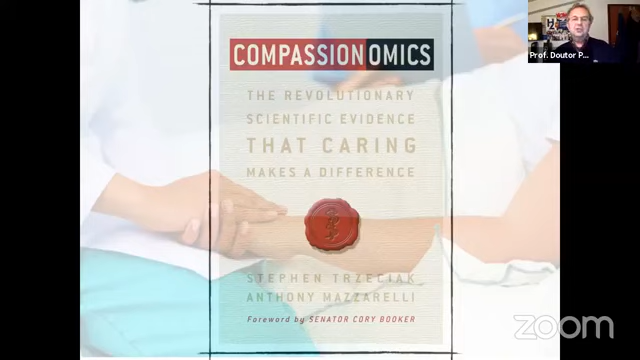 COMPASSIONOMICS
THE REVOLUTIONARY
SCIENTIFIC EVIDENCE
THAT CARING
MAKES A DIFFERENCE
STEPHEN TRZECIAK
ANTHONY MAZZARELLI
Foreword by SENATOR CORY BOOKER
Prof. Doutor P...
zoom